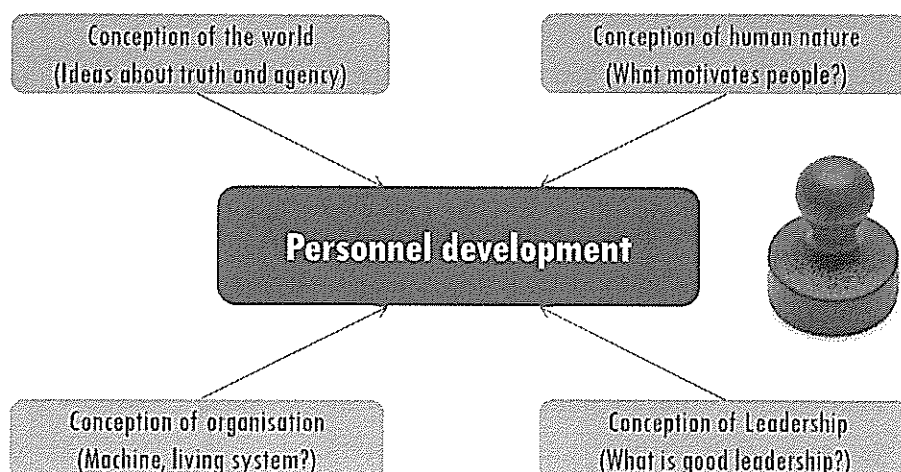 Conception of the world
(Ideas about truth and agency)
Conception of human nature
(What motivates people?)
Personnel development
Conception of organisation
(Machine, living system?)
Conception of Leadership
(What is good leadership?)